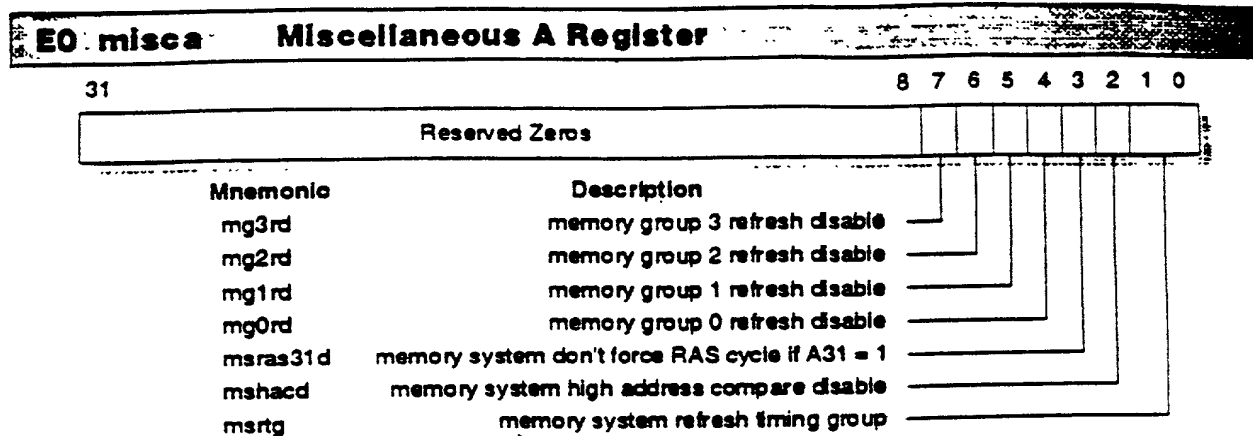 E0 misca Miscellaneous A Register
31 8 7 6 5 4 3 2 1 0
Reserved Zeros
Mnemonic Description
mg3rd memory group 3 refresh disable
mg2rd memory group 2 refresh disable
mg1rd memory group 1 refresh disable
mg0rd memory group 0 refresh disable
msras31d memory system don't force RAS cycle if A31 = 1
mshacd memory system high address compare disable
msrtg memory system refresh timing group